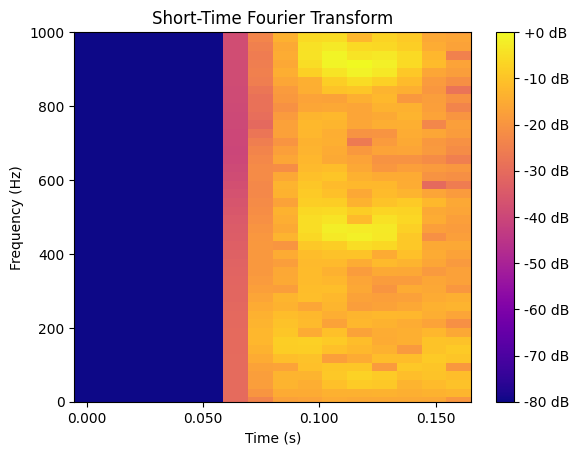 Short-Time Fourier Transform
1000
800
600
400
200
0
Frequency (Hz)
0.000
0.050
0.100
0.150
Time (s)
+0 dB
-10 dB
-20 dB
-30 dB
-40 dB
-50 dB
-60 dB
-70 dB
-80 dB